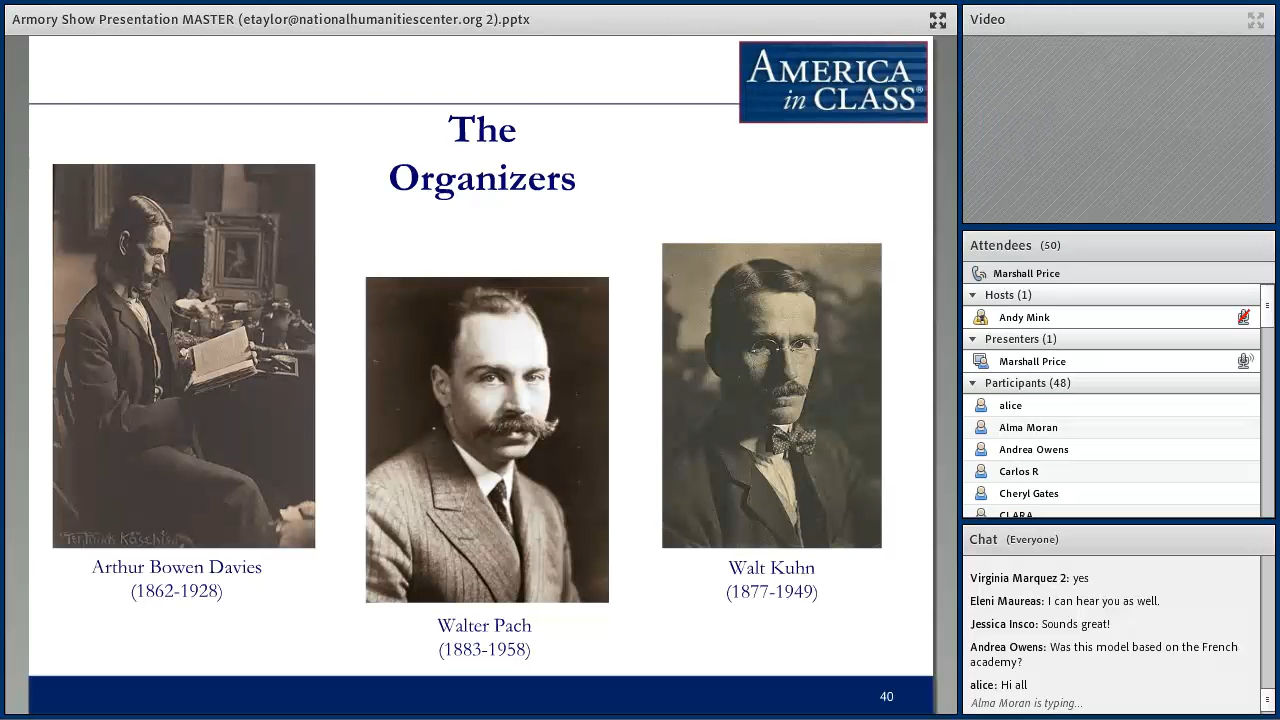 Armory Show Presentation MASTER (etaylor@nationalhumanitiescenter.org 2).pptx
AMERICA
in CLASS®
The
Organizers
Arthur Bowen Davies
(1862-1928)
Walter Pach
(1883-1958)
Walt Kuhn
(1877-1949)
40
Video
Attendees (50)
Marshall Price
Hosts (1)
Andy Mink
Presenters (1)
Marshall Price
Participants (48)
alice
Alma Moran
Andrea Owens
Carlos R
Cheryl Gates
CLARA
Chat (Everyone)
Virginia Marquez 2: yes
Eleni Maureas: I can hear you as well.
Jessica Insco: Sounds great!
Andrea Owens: Was this model based on the French
academy?
alice: Hi all
Alma Moran is typing...